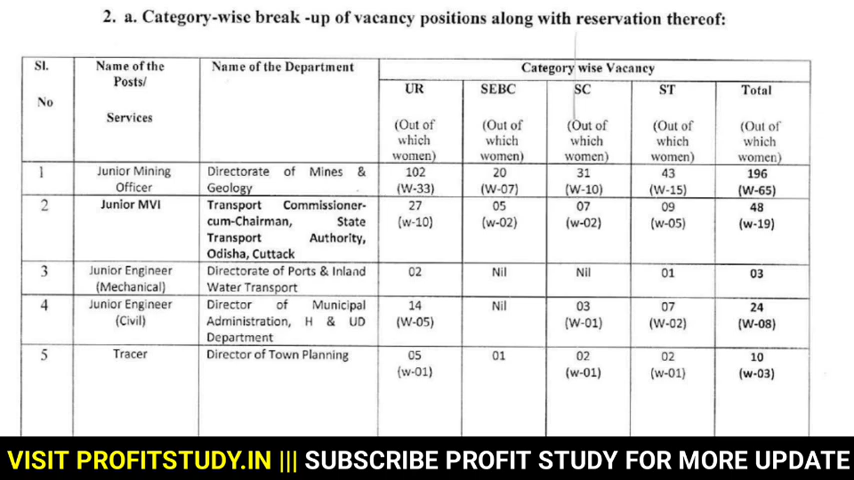 2. a. Category-wise break -up of vacancy positions along with reservation thereof:
Sl. No
Name of the Posts/ Services
Name of the Department
Category wise Vacancy
UR (Out of which women)
SEBC (Out of which women)
SC (Out of which women)
ST (Out of which women)
Total (Out of which women)
1 Junior Mining Directorate of Mines & 102 20 31 43 196
Officer Geology (W-33) (W-07) (W-10) (W-15) (W-65)
2 Junior MVI Transport Commissioner- 27 05 07 09 48
cum-Chairman, State (w-10) (w-02) (w-02) (w-05) (w-19)
Transport Authority,
Odisha, Cuttack
3 Junior Engineer Directorate of Ports & Inland 02 Nil Nil 01 03
(Mechanical) Water Transport
4 Junior Engineer Director of Municipal 14 Nil 03 07 24
(Civil) Administration, H & UD (W-05) (W-01) (W-02) (W-08)
Department
5 Tracer Director of Town Planning 05 01 02 02 10
(w-01) (w-01) (w-01) (w-03)
VISIT PROFITSTUDY.IN ||| SUBSCRIBE PROFIT STUDY FOR MORE UPDATE